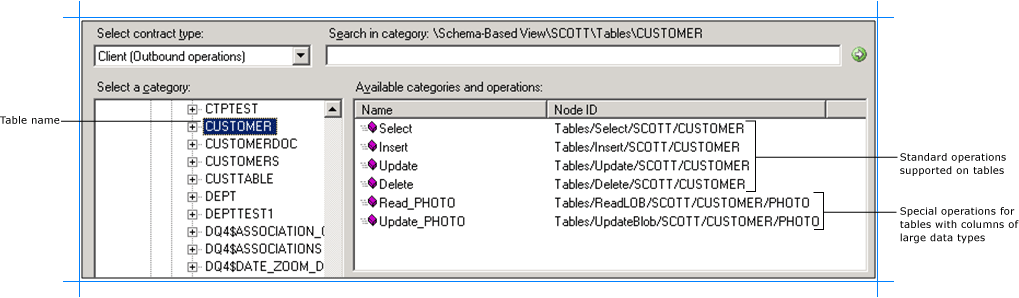 Select contract type:
Search in category: \Schema-Based View\SCOTT\Tables\CUSTOMER
Client (Outbound operations)
Select a category:
Available categories and operations:
Name
Node ID
Table name
CTPTEST
CUSTOMER
CUSTOMERDOC
CUSTOMERS
CUSTTABLE
DEPT
DEPTTEST1
DQ4$ASSOCIATION_
DQ4$ASSOCIATIONS
DQ4$DATE_ZOOM_D
Select Tables/Select/SCOTT/CUSTOMER
Insert Tables/Insert/SCOTT/CUSTOMER
Update Tables/Update/SCOTT/CUSTOMER
Delete Tables/Delete/SCOTT/CUSTOMER
Read_PHOTO Tables/ReadLOB/SCOTT/CUSTOMER/PHOTO
Update_PHOTO Tables/UpdateBlob/SCOTT/CUSTOMER/PHOTO
Standard operations
supported on tables
Special operations for
tables with columns of
large data types